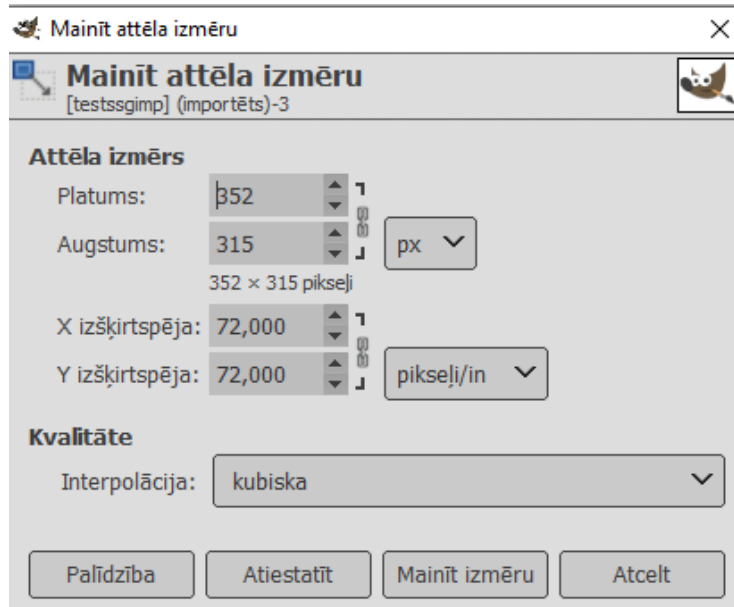 Mainīt attēla izmēru
Mainīt attēla izmēru
[testssgimp] (importēts)-3
Attēla izmērs
Platums: 352
Augstums: 315 px
352 × 315 pikseļi
X izšķirtspēja: 72,000
Y izšķirtspēja: 72,000 pikseļi/in
Kvalitāte
Interpolācija: kubiska
Palīdzība Atiestatīt Mainīt izmēru Atcelt